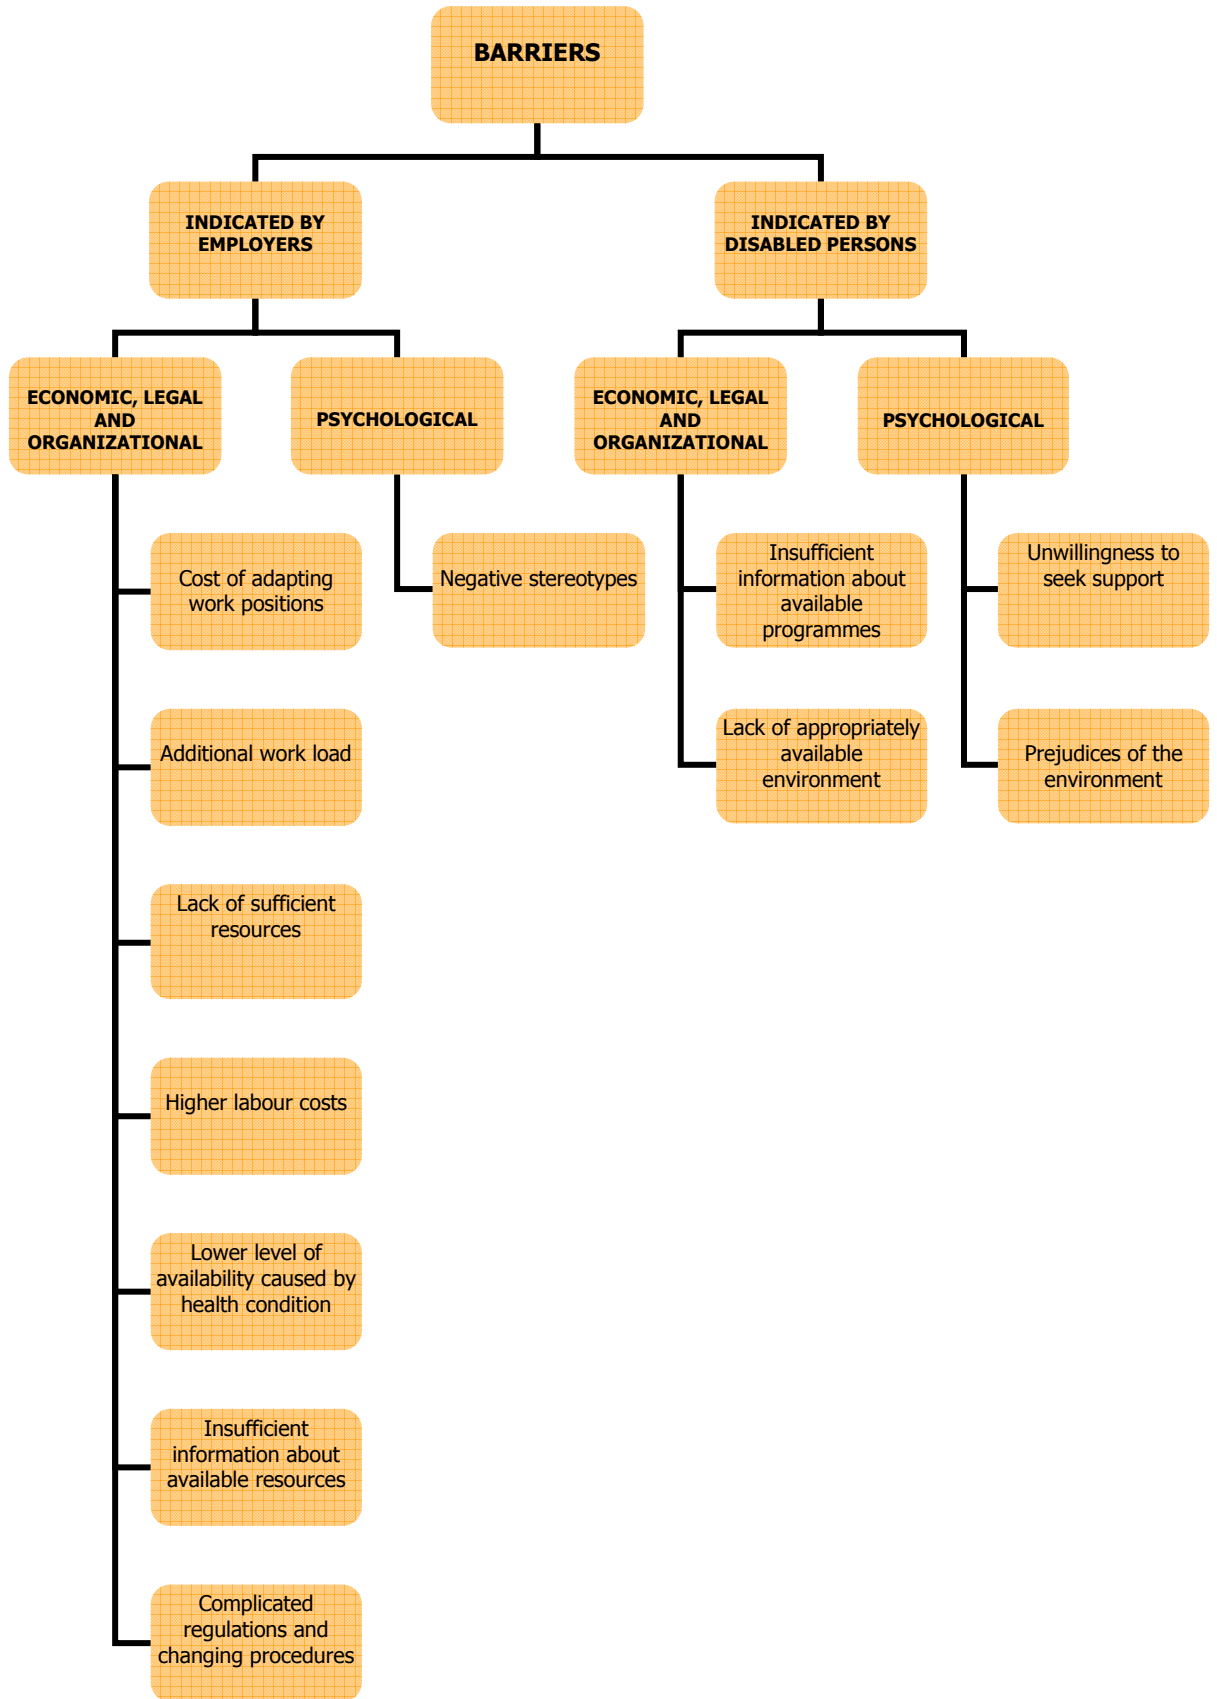 BARRIERS
INDICATED BY
EMPLOYERS
INDICATED BY
DISABLED PERSONS
ECONOMIC, LEGAL
AND
ORGANIZATIONAL
PSYCHOLOGICAL
ECONOMIC, LEGAL
AND
ORGANIZATIONAL
PSYCHOLOGICAL
Cost of adapting
work positions
Negative stereotypes
Insufficient
information about
available
programmes
Unwillingness to
seek support
Additional work load
Lack of appropriately
available
environment
Prejudices of the
environment
Lack of sufficient
resources
Higher labour costs
Lower level of
availability caused by
health condition
Insufficient
information about
available resources
Complicated
regulations and
changing procedures